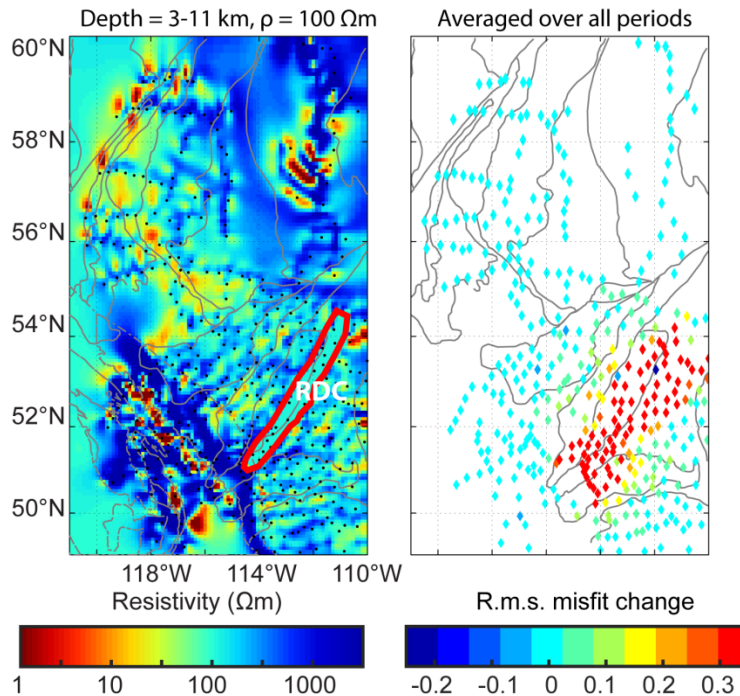 Depth = 3-11 km, ρ = 100 Ωm
Averaged over all periods
60°N
58°N
56°N
54°N
52°N
50°N
RDC
118°W
114°W
110°W
Resistivity (Ωm)
1
10
100
1000
R.m.s. misfit change
-0.2
-0.1
0
0.1
0.2
0.3